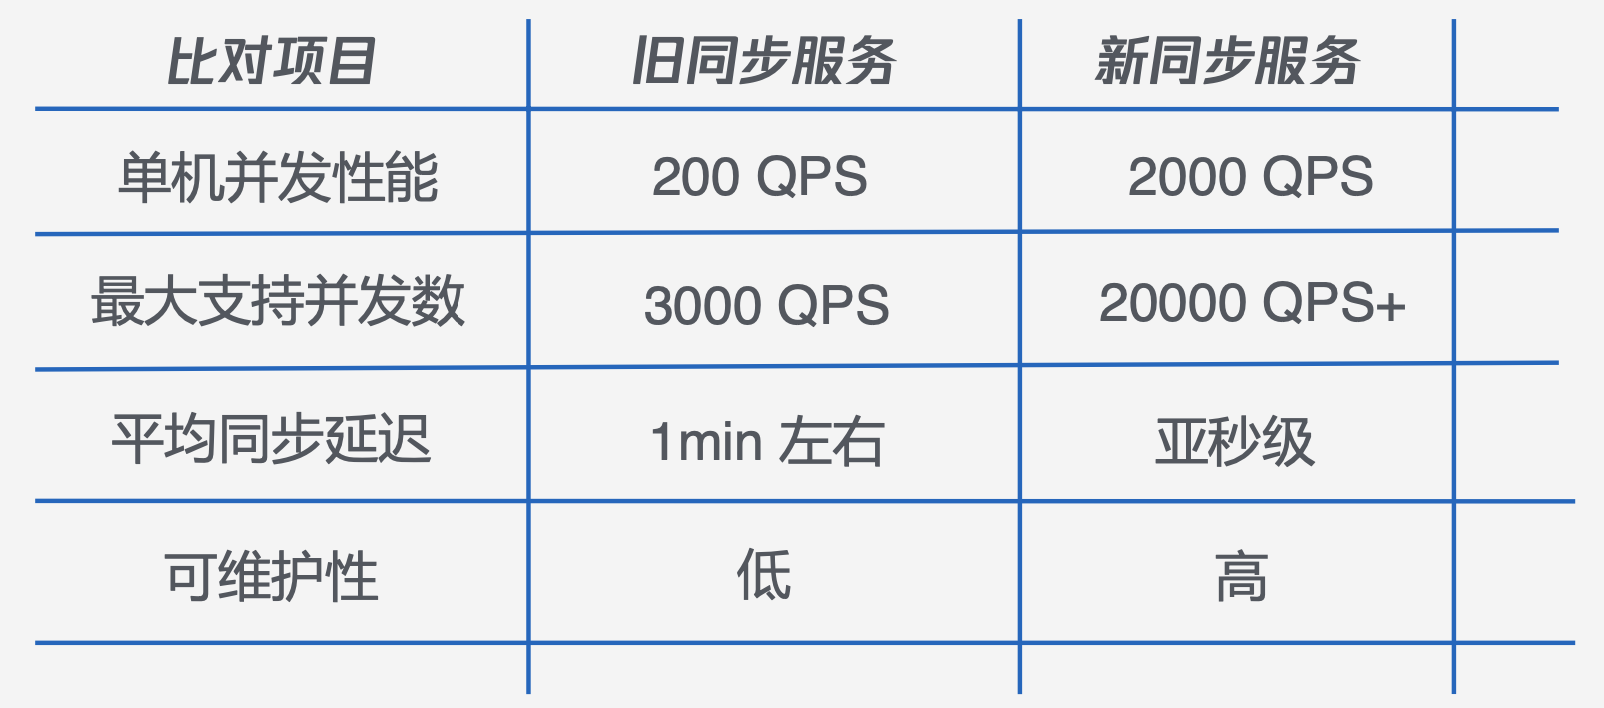 比对项目 旧同步服务 新同步服务
单机并发性能 200 QPS 2000 QPS
最大支持并发数 3000 QPS 20000 QPS+
平均同步延迟 1min 左右 亚秒级
可维护性 低 高